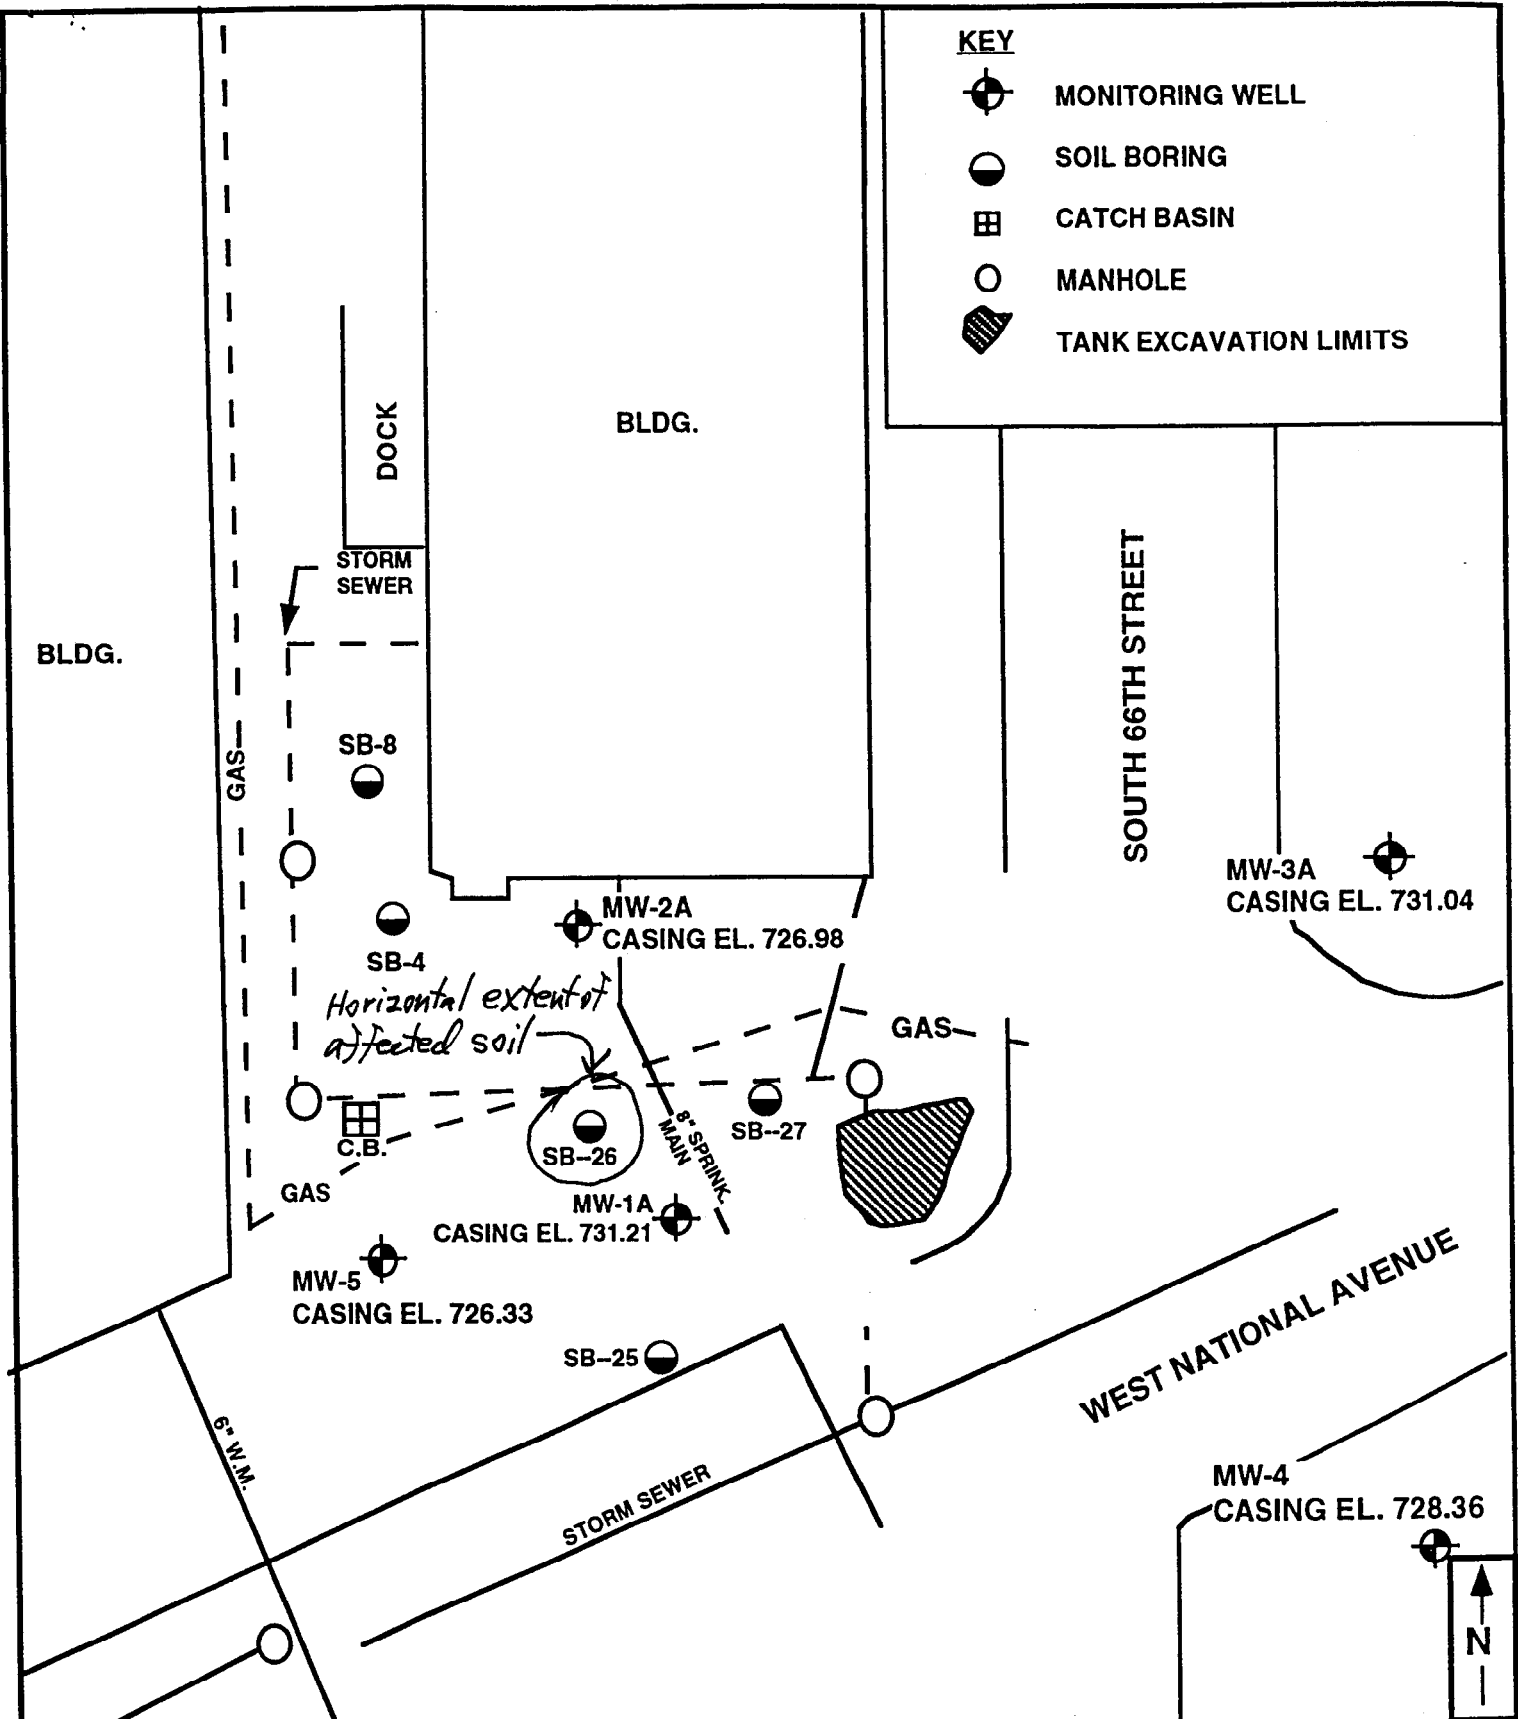 KEY
MONITORING WELL
SOIL BORING
CATCH BASIN
MANHOLE
TANK EXCAVATION LIMITS
DOCK
BLDG.
STORM
SEWER
BLDG.
SOUTH 66TH STREET
SB-8
GAS
MW-3A
CASING EL. 731.04
MW-2A
CASING EL. 726.98
SB-4
Horizontal extent of
affected soil
GAS
8" SPRINK.
MAIN
SB--27
C.B.
SB--26
GAS
MW-1A
CASING EL. 731.21
MW-5
CASING EL. 726.33
SB--25
WEST NATIONAL AVENUE
6" W.M.
STORM SEWER
MW-4
CASING EL. 728.36
N